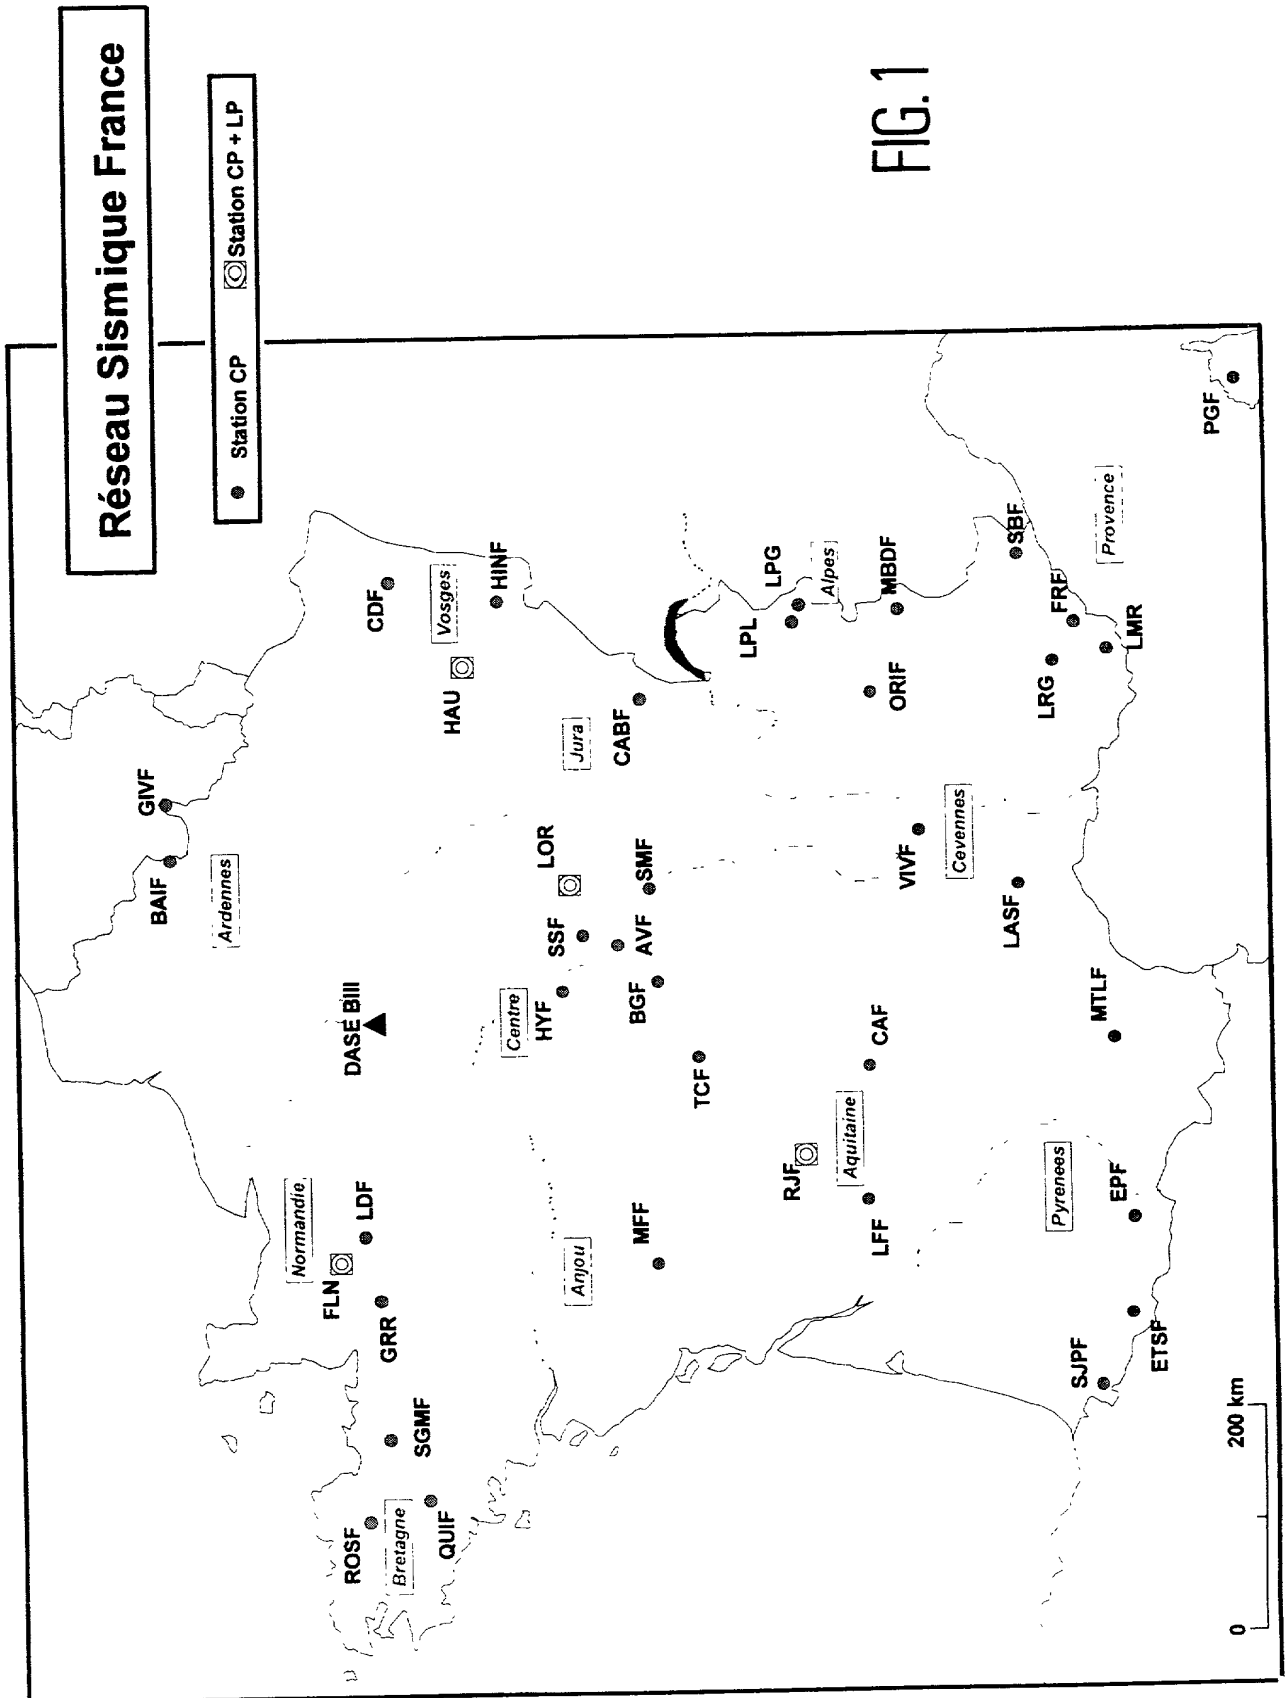 Réseau Sismique France
Station CP
Station CP + LP
BAIF
GIVF
Ardennes
DASE BIII
CDF
Vosges
HINF
HAU
Normandie
FLN
LDF
GRR
ROSF
SGMF
Bretagne
QUIF
Centre
HYF
SSF
LOR
Jura
CABF
Anjou
MFF
BGF
AVF
SMF
TCF
LPL
LPG
Alpes
MBDF
ORIF
RJF
Aquitaine
LFF
CAF
VIVF
Cevennes
LASF
SBF
FRF
LRG
LMR
Provence
Pyrenees
EPF
MTLF
SJPF
ETSF
PGF
0
200 km
FIG. 1